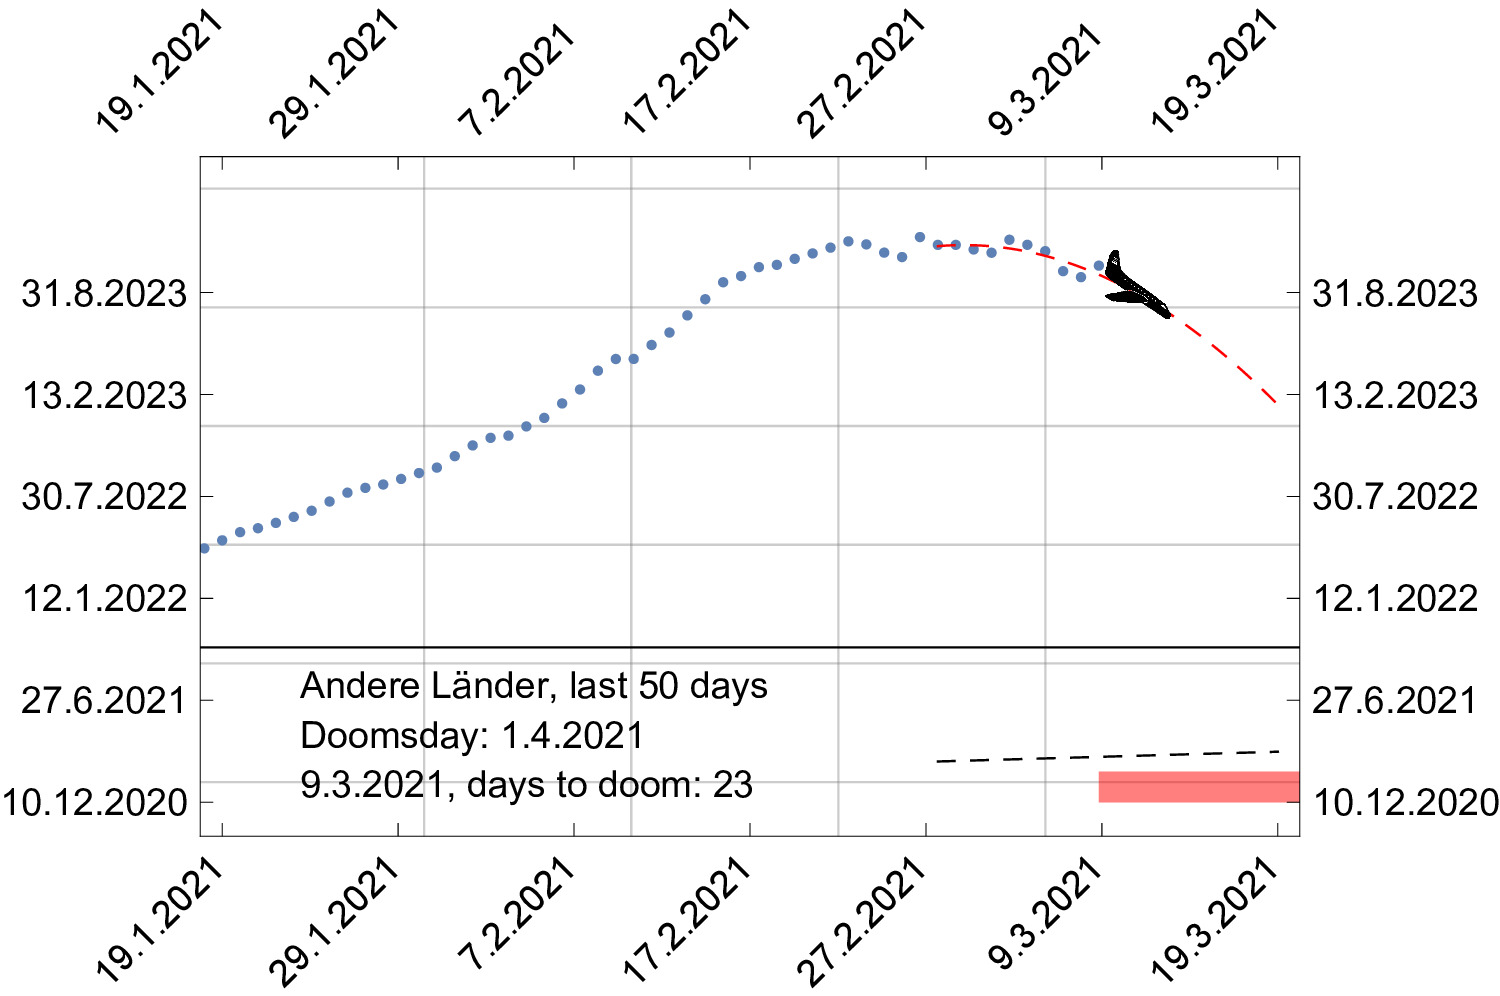 19.1.2021 29.1.2021 7.2.2021 17.2.2021 27.2.2021 9.3.2021 19.3.2021
31.8.2023 31.8.2023
13.2.2023 13.2.2023
30.7.2022 30.7.2022
12.1.2022 12.1.2022
27.6.2021 27.6.2021
10.12.2020 10.12.2020
Andere Länder, last 50 days
Doomsday: 1.4.2021
9.3.2021, days to doom: 23
19.1.2021 29.1.2021 7.2.2021 17.2.2021 27.2.2021 9.3.2021 19.3.2021